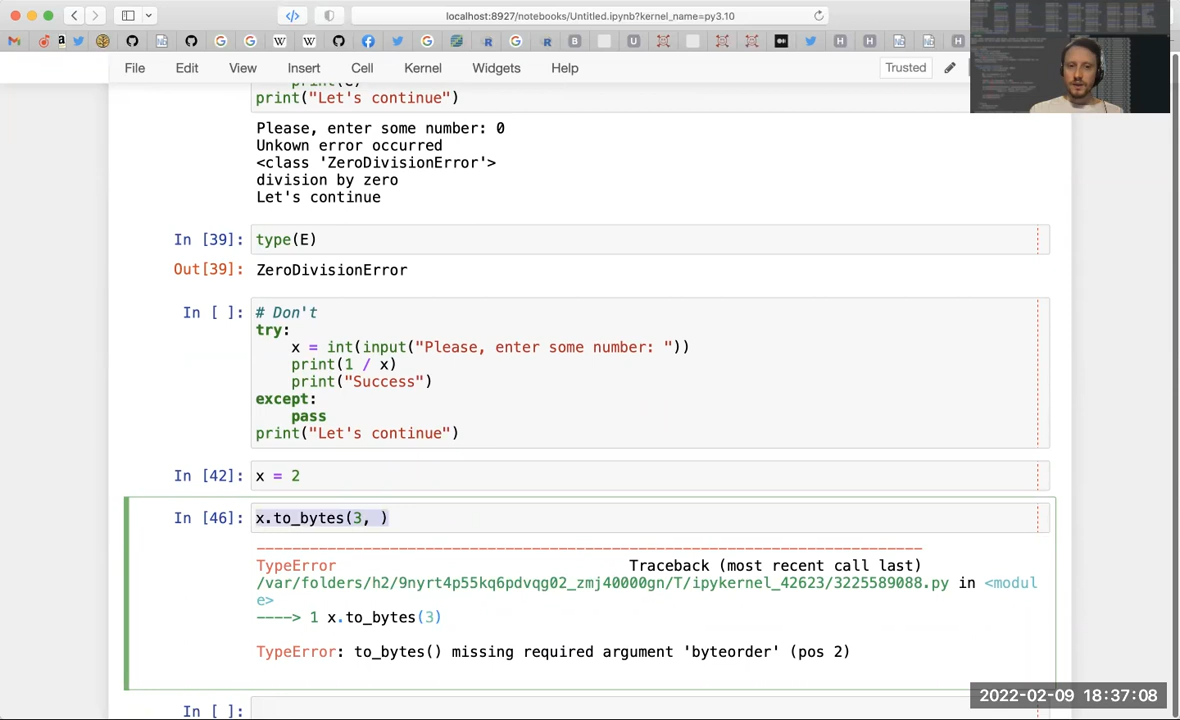 localhost:8927/notebooks/Untitled.ipynb?kernel_name=py3.10
File Edit View Insert Cell Kernel Widgets Help Trusted
print("Let's continue")
Please, enter some number: 0
Unkown error occurred
<class 'ZeroDivisionError'>
division by zero
Let's continue
In [39]: type(E)
Out[39]: ZeroDivisionError
In [ ]: # Don't
try:
x = int(input("Please, enter some number: "))
print(1 / x)
print("Success")
except:
pass
print("Let's continue")
In [42]: x = 2
In [46]: x.to_bytes(3, )
TypeError Traceback (most recent call last)
/var/folders/h2/9nyrt4p55kq6pdvqg02_zmj40000gn/T/ipykernel_42623/3225589088.py in <modul
e>
----> 1 x.to_bytes(3)
TypeError: to_bytes() missing required argument 'byteorder' (pos 2)
In [ ]:
2022-02-09 18:37:08